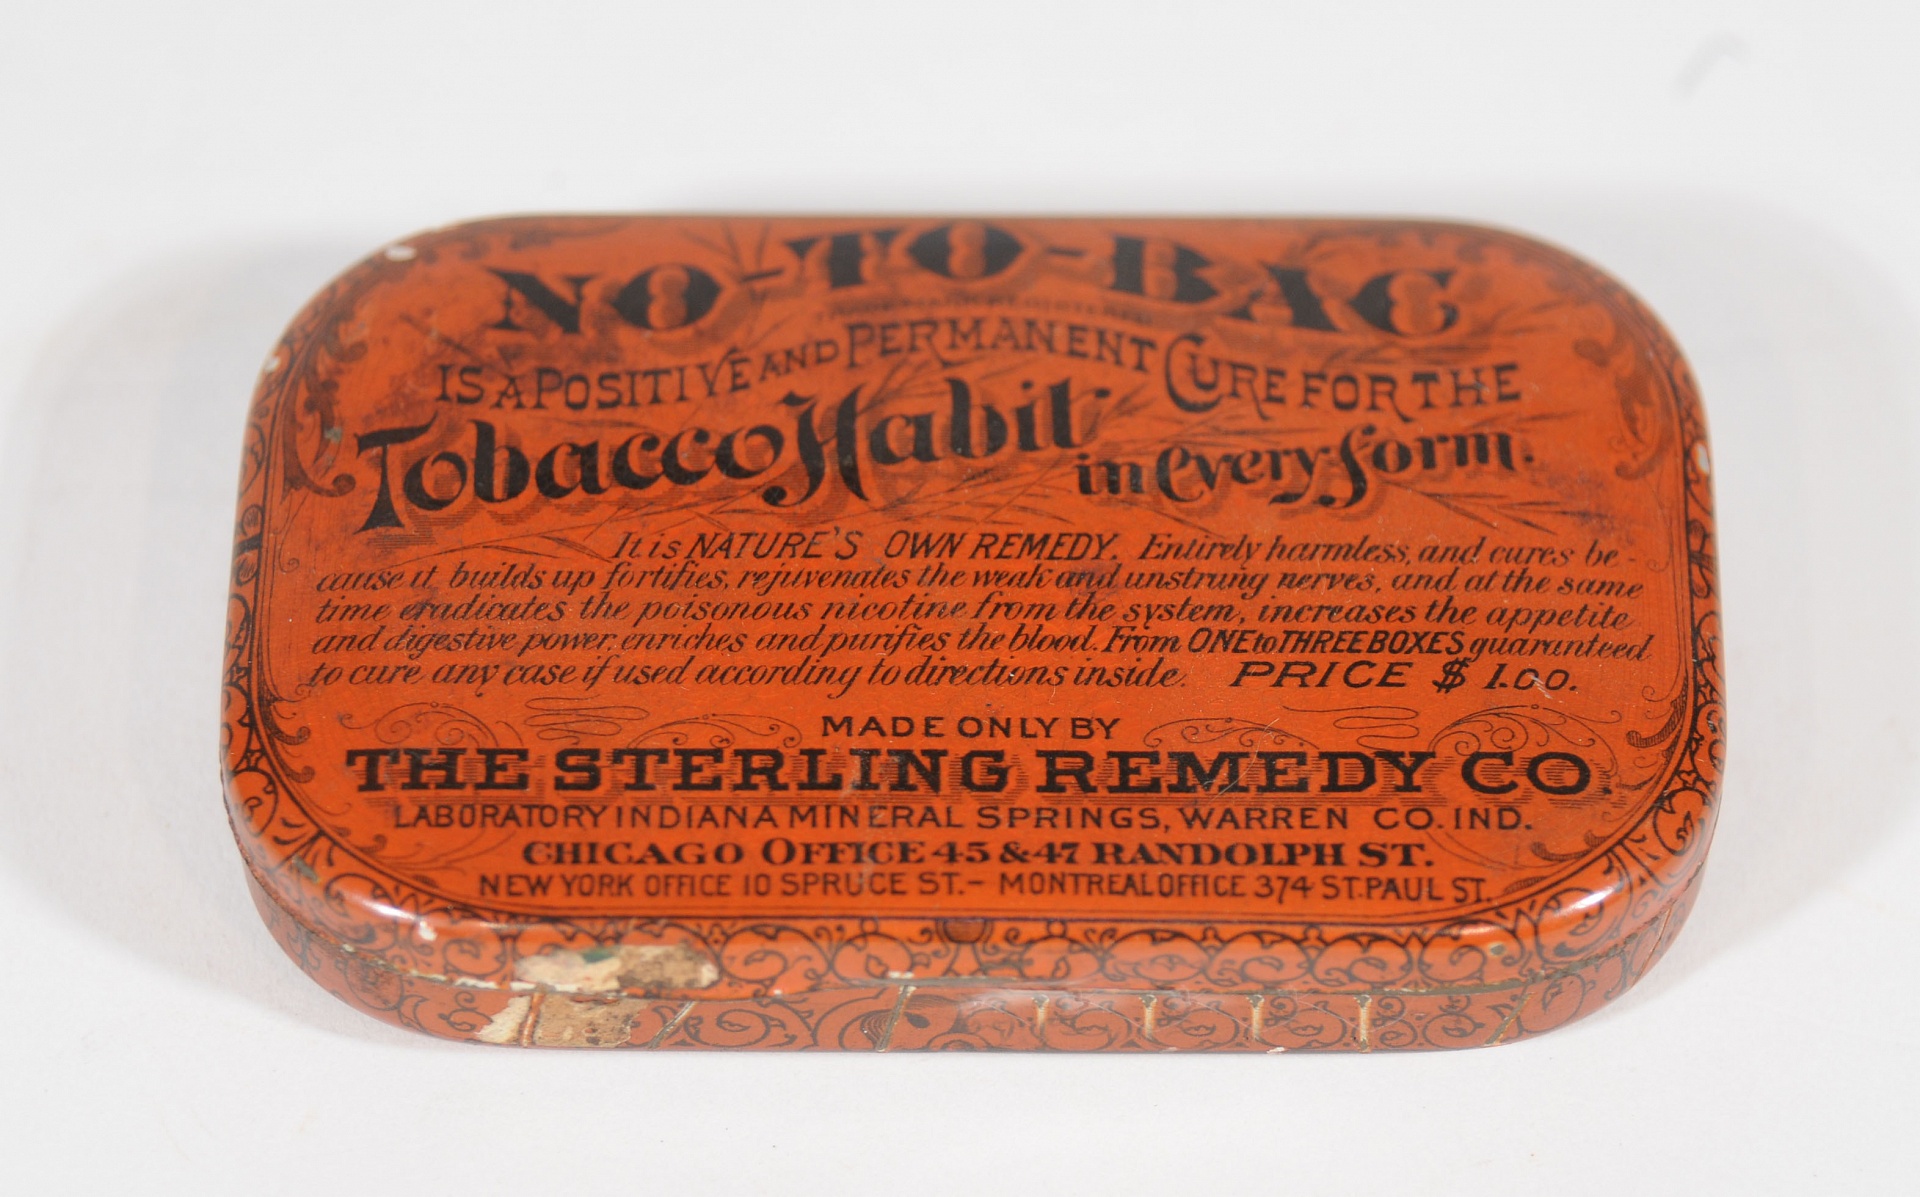 NO-TO-BAC
TRADE MARK REGISTERED
IS A POSITIVE AND PERMANENT CURE FOR THE
Tobacco Habit in every form.
It is NATURE'S OWN REMEDY. Entirely harmless, and cures be-
cause it builds up fortifies, rejuvenates the weak and unstrung nerves, and at the same
time eradicates the poisonous nicotine from the system, increases the appetite
and digestive power, enriches and purifies the blood. From ONE to THREE BOXES guaranteed
to cure any case if used according to directions inside. PRICE $1.00.
MADE ONLY BY
THE STERLING REMEDY CO.
LABORATORY INDIANA MINERAL SPRINGS, WARREN CO. IND.
CHICAGO OFFICE 45 & 47 RANDOLPH ST.
NEW YORK OFFICE 10 SPRUCE ST. - MONTREAL OFFICE 374 ST. PAUL ST.